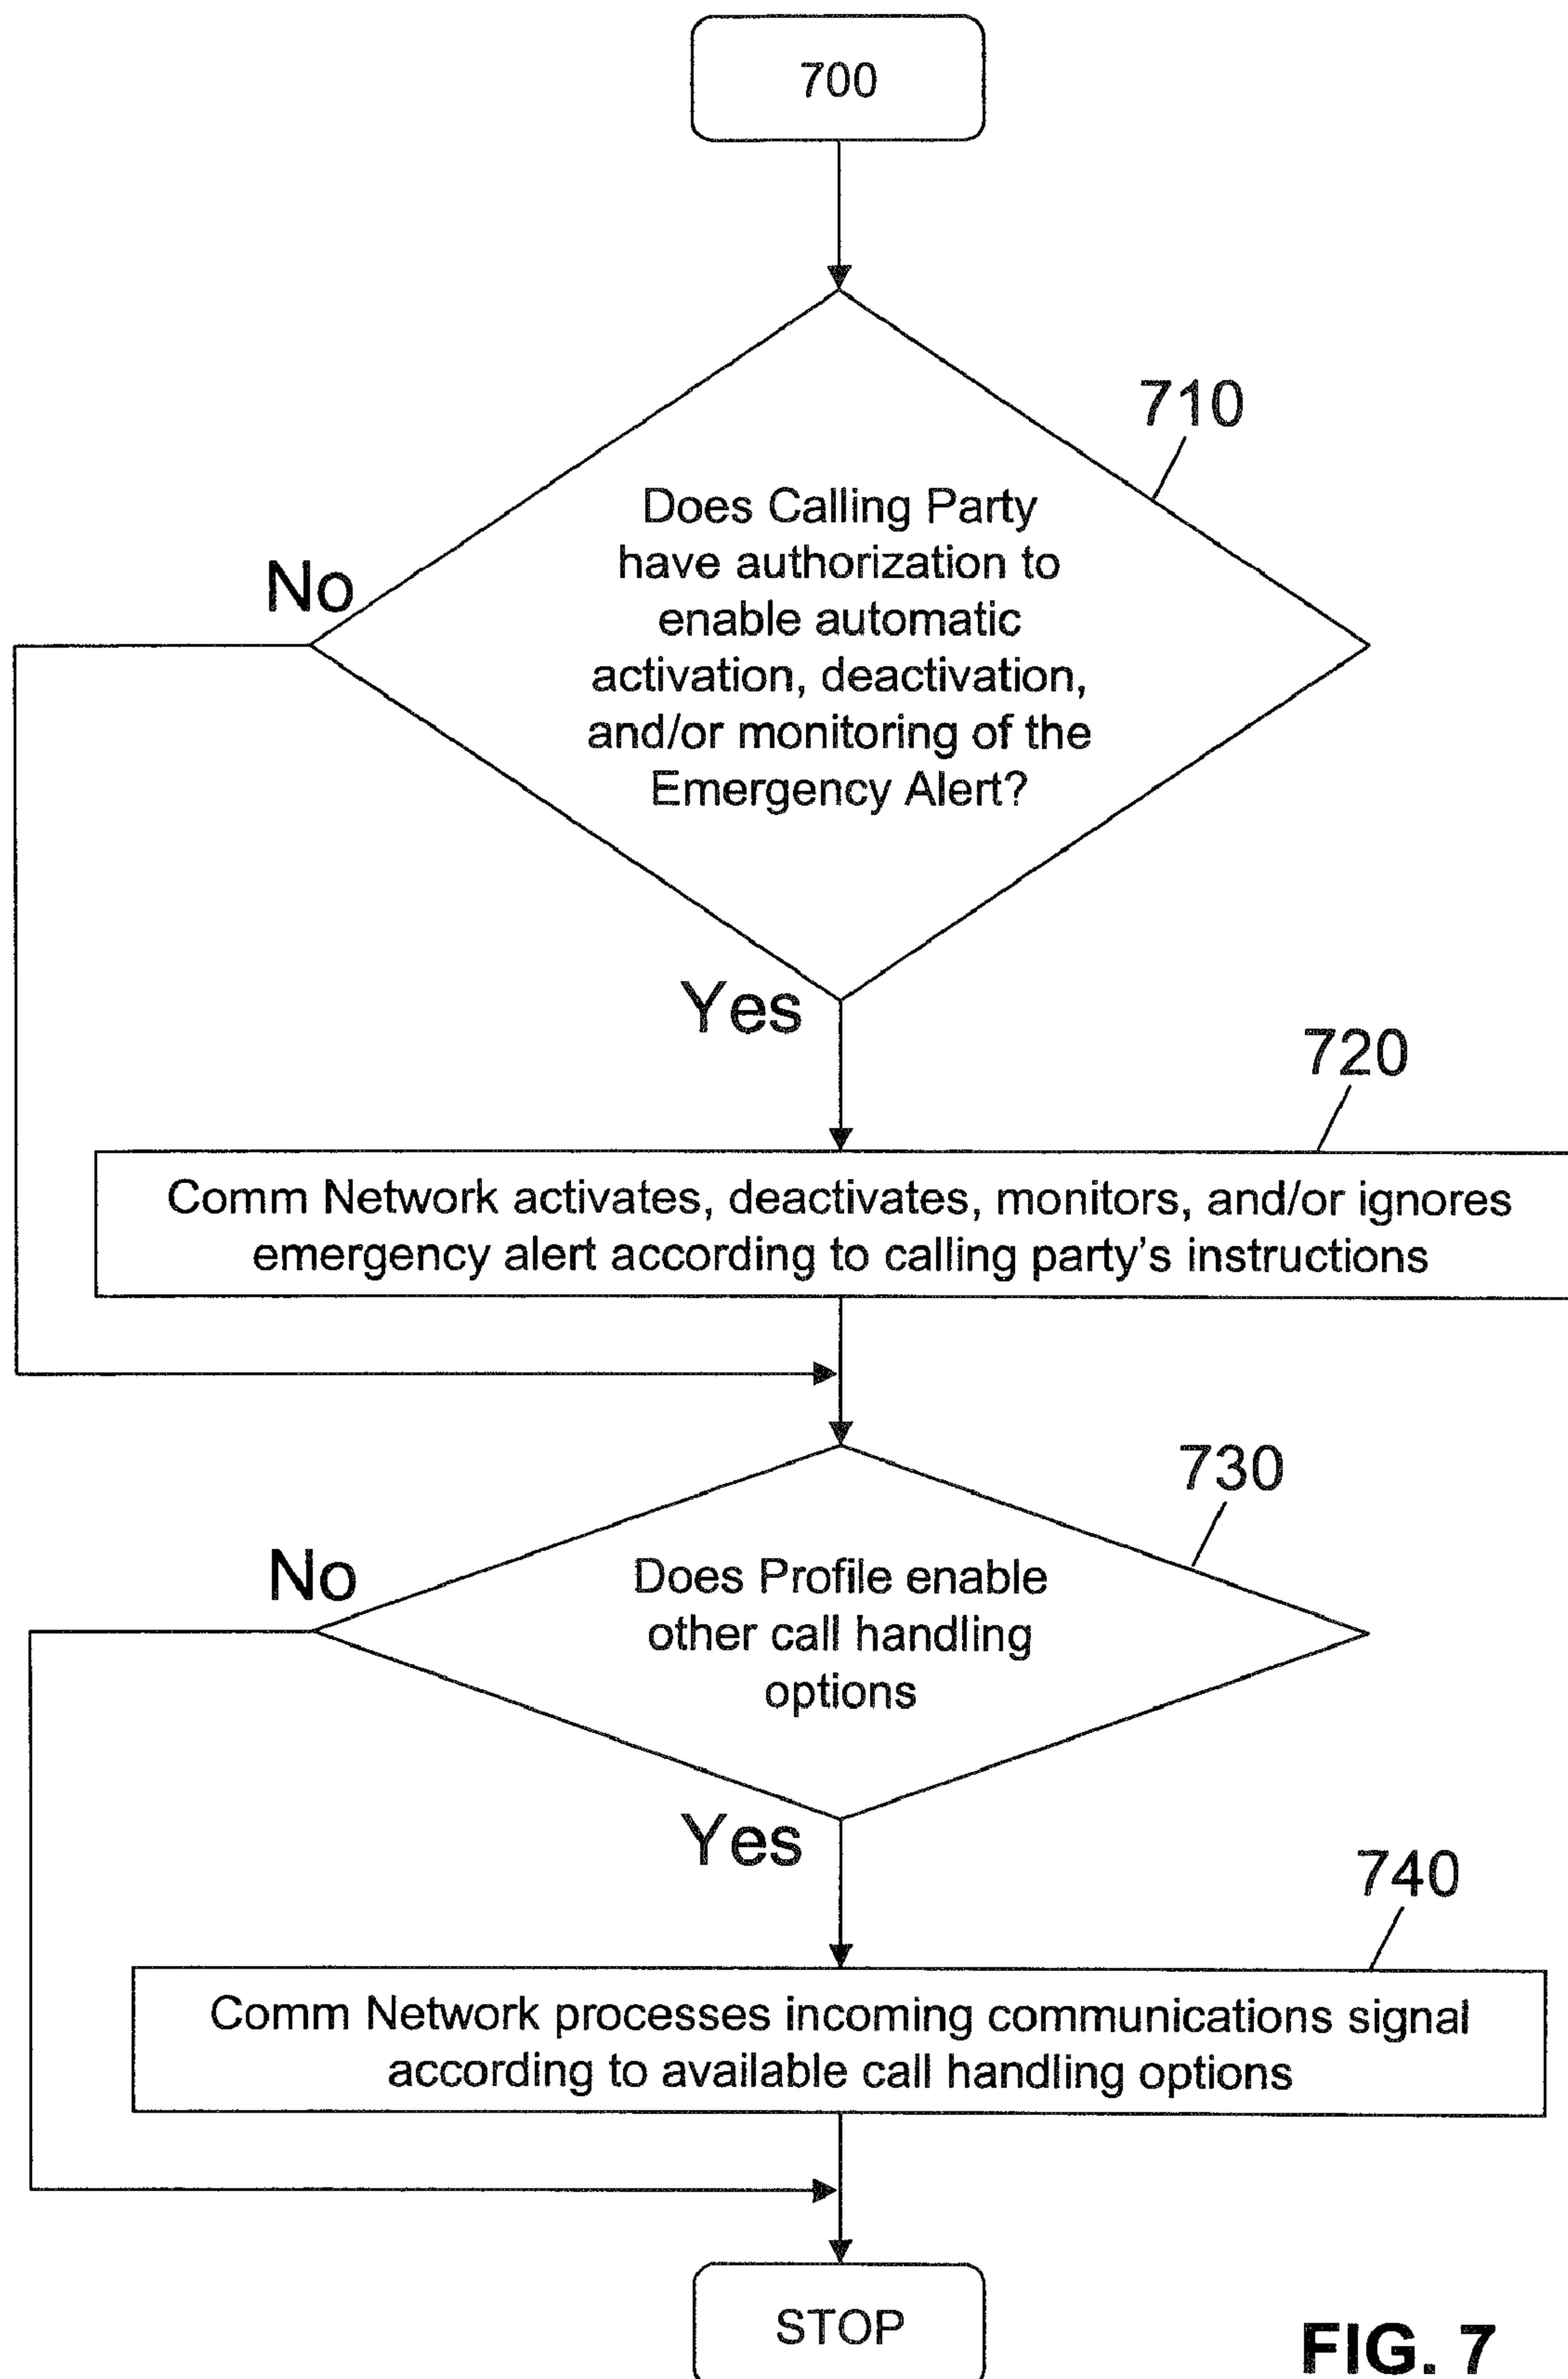 700
710
Does Calling Party
have authorization to
enable automatic
activation, deactivation,
and/or monitoring of the
Emergency Alert?
No
Yes
720
Comm Network activates, deactivates, monitors, and/or ignores
emergency alert according to calling party's instructions
730
Does Profile enable
other call handling
options
No
Yes
740
Comm Network processes incoming communications signal
according to available call handling options
STOP
FIG. 7